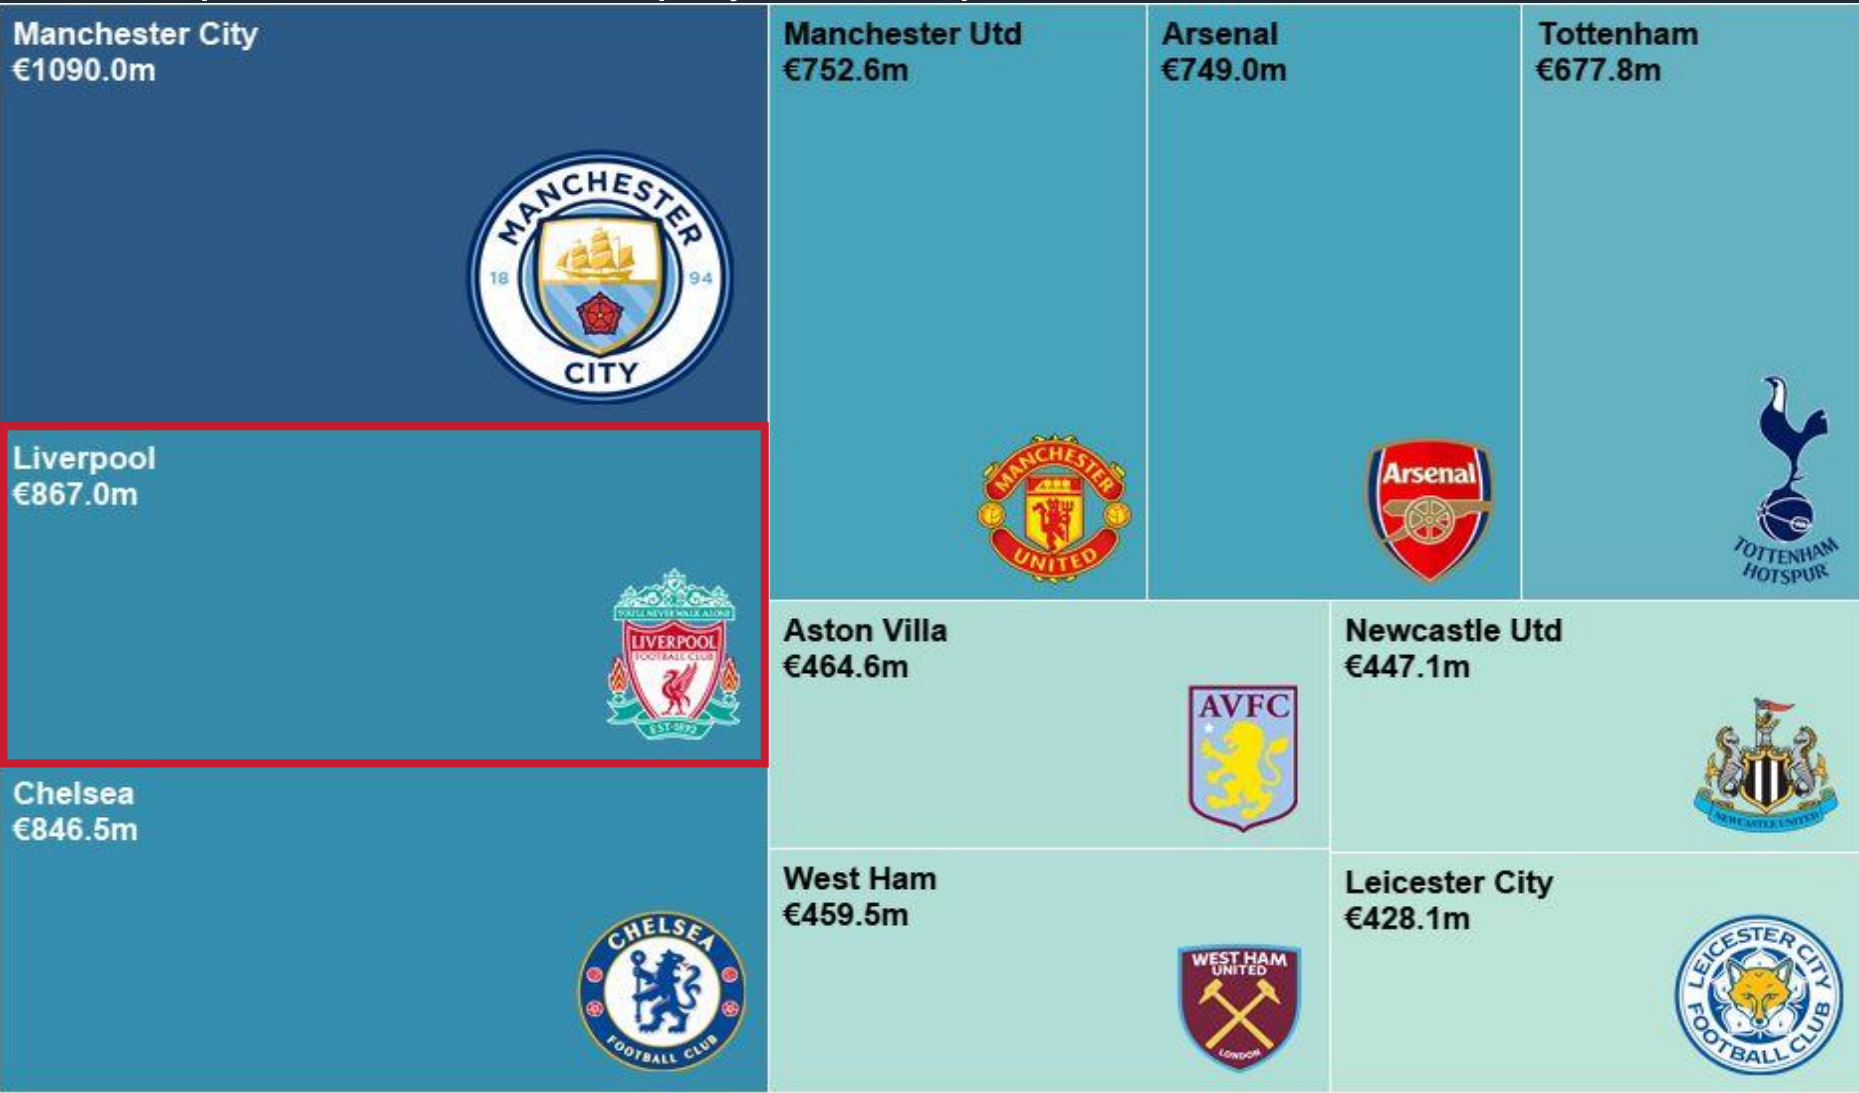 Manchester City
€1090.0m
MANCHESTER
18 94
CITY
Liverpool
€867.0m
YOU'LL NEVER WALK ALONE
LIVERPOOL
FOOTBALL CLUB
EST·1892
Chelsea
€846.5m
CHELSEA
FOOTBALL CLUB
Manchester Utd
€752.6m
MANCHESTER
UNITED
Arsenal
€749.0m
Arsenal
Tottenham
€677.8m
TOTTENHAM
HOTSPUR
Aston Villa
€464.6m
AVFC
Newcastle Utd
€447.1m
NEWCASTLE UNITED
West Ham
€459.5m
WEST HAM
UNITED
LONDON
Leicester City
€428.1m
LEICESTER CITY
FOOTBALL CLUB